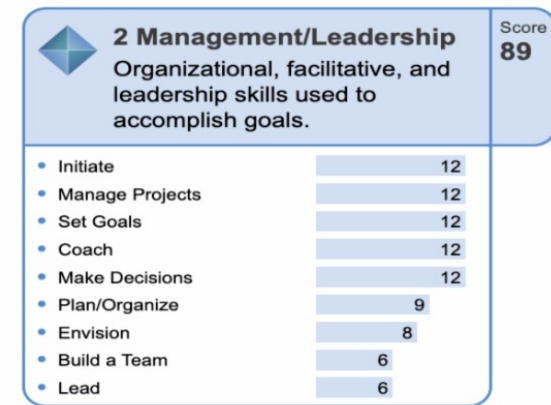 2 Management/Leadership
Organizational, facilitative, and
leadership skills used to
accomplish goals.
Score
89
• Initiate 12
• Manage Projects 12
• Set Goals 12
• Coach 12
• Make Decisions 12
• Plan/Organize 9
• Envision 8
• Build a Team 6
• Lead 6